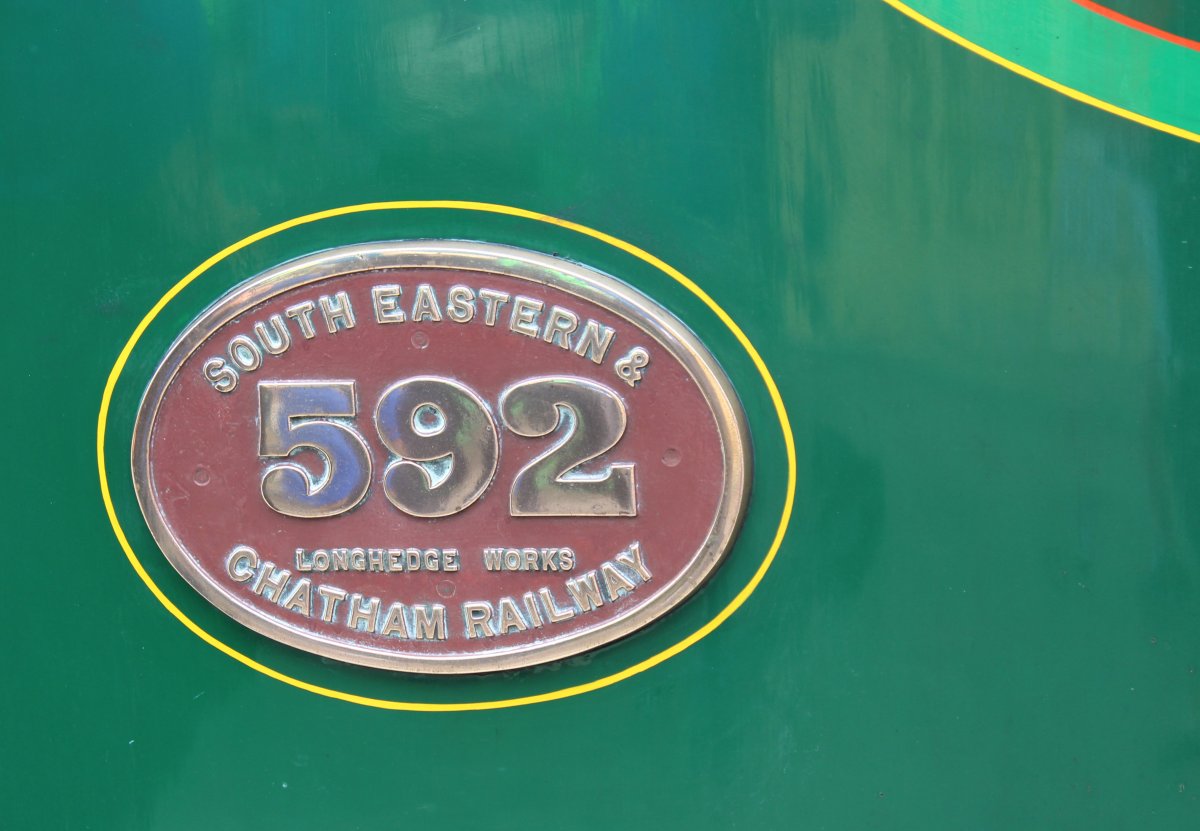 SOUTH EASTERN &
592
LONGHEDGE WORKS
CHATHAM RAILWAY